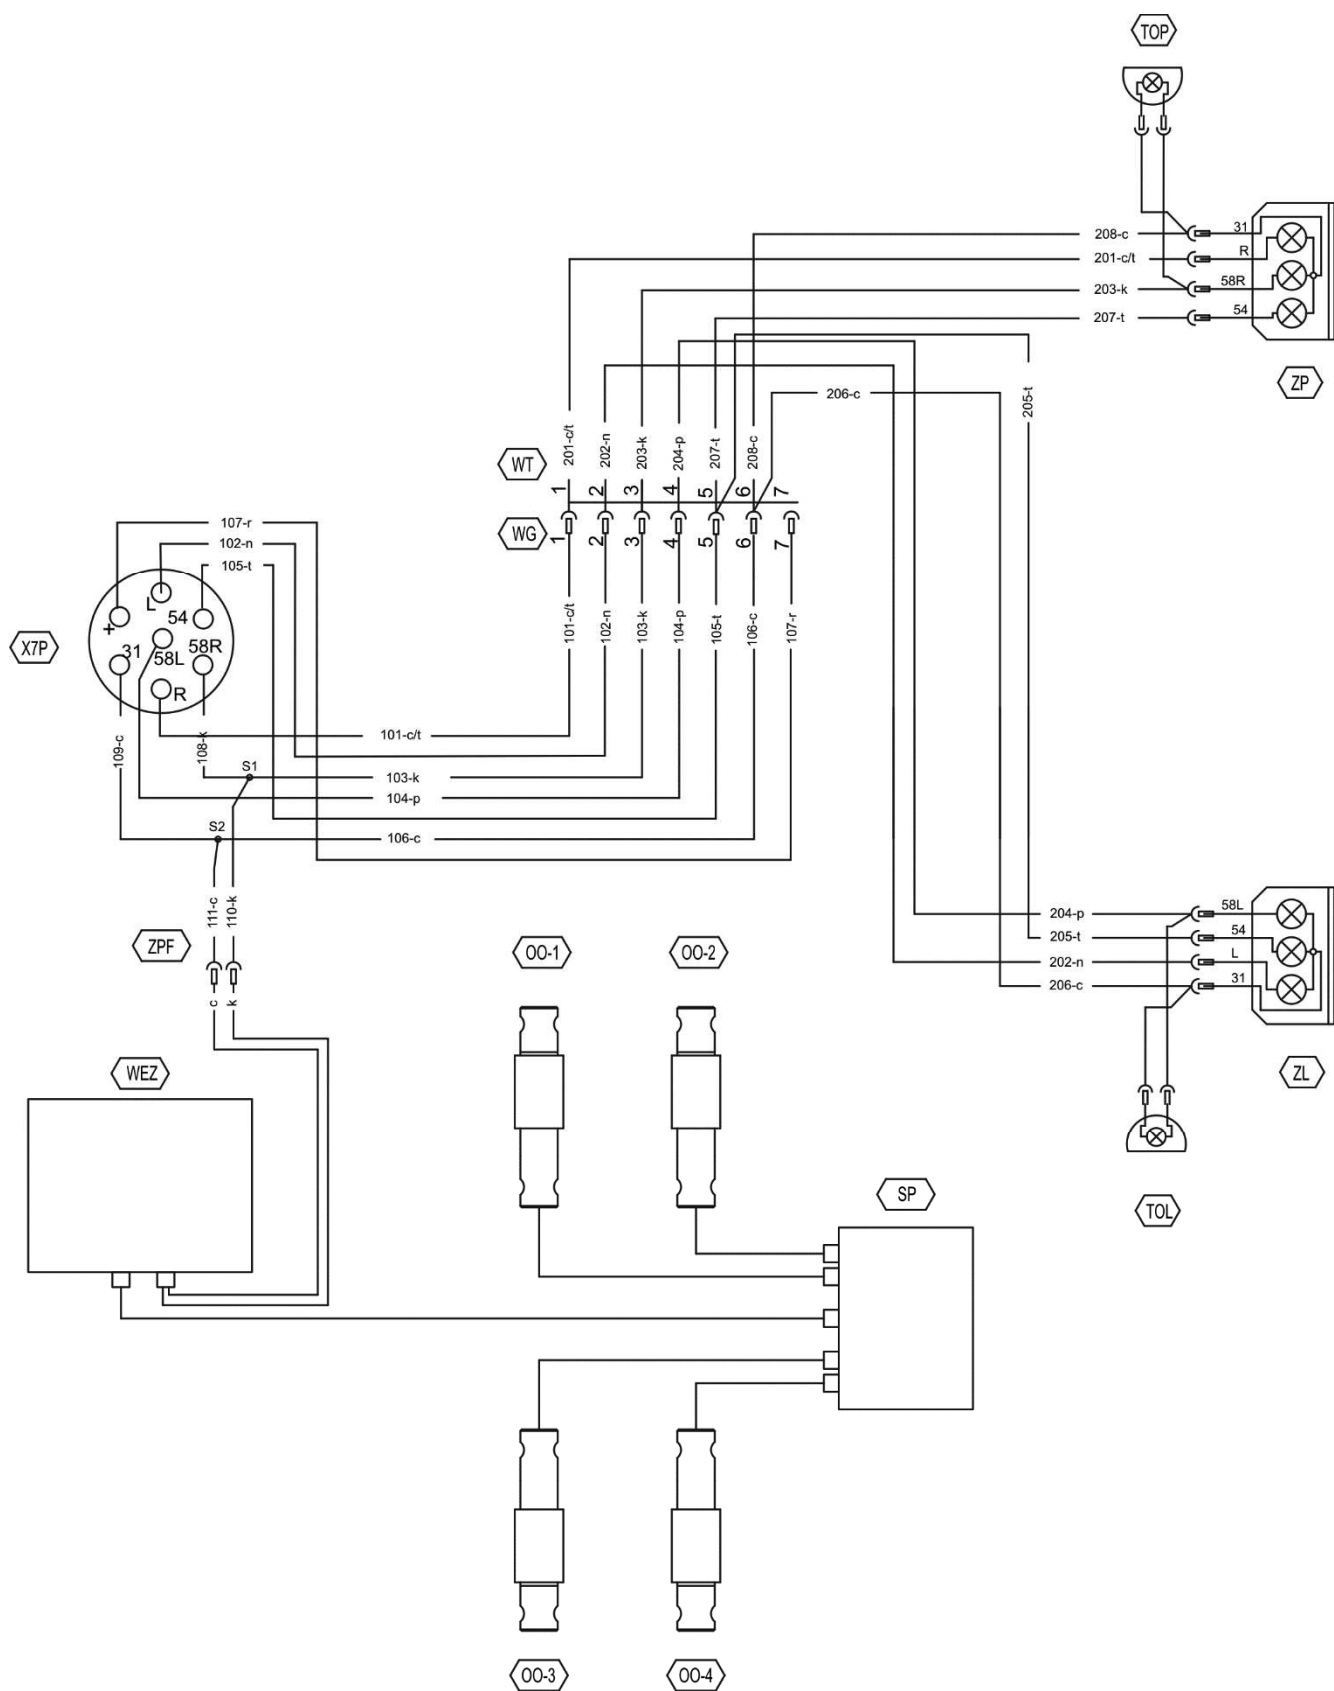 TOP
208-c
31
201-c/t
R
203-k
58R
207-t
54
ZP
206-c
205-t
WT
201-c/t
202-n
203-k
204-p
207-t
208-c
1
2
3
4
5
6
7
WG
1
2
3
4
5
6
7
107-r
102-n
105-t
101-c/t
102-n
103-k
104-p
105-t
106-c
107-r
X7P
L
54
+
31
58L
58R
R
109-c
108-k
101-c/t
S1
103-k
104-p
S2
106-c
111-c
110-k
ZPF
c
k
OO-1
OO-2
204-p
58L
205-t
54
202-n
L
206-c
31
ZL
WEZ
SP
TOL
OO-3
OO-4